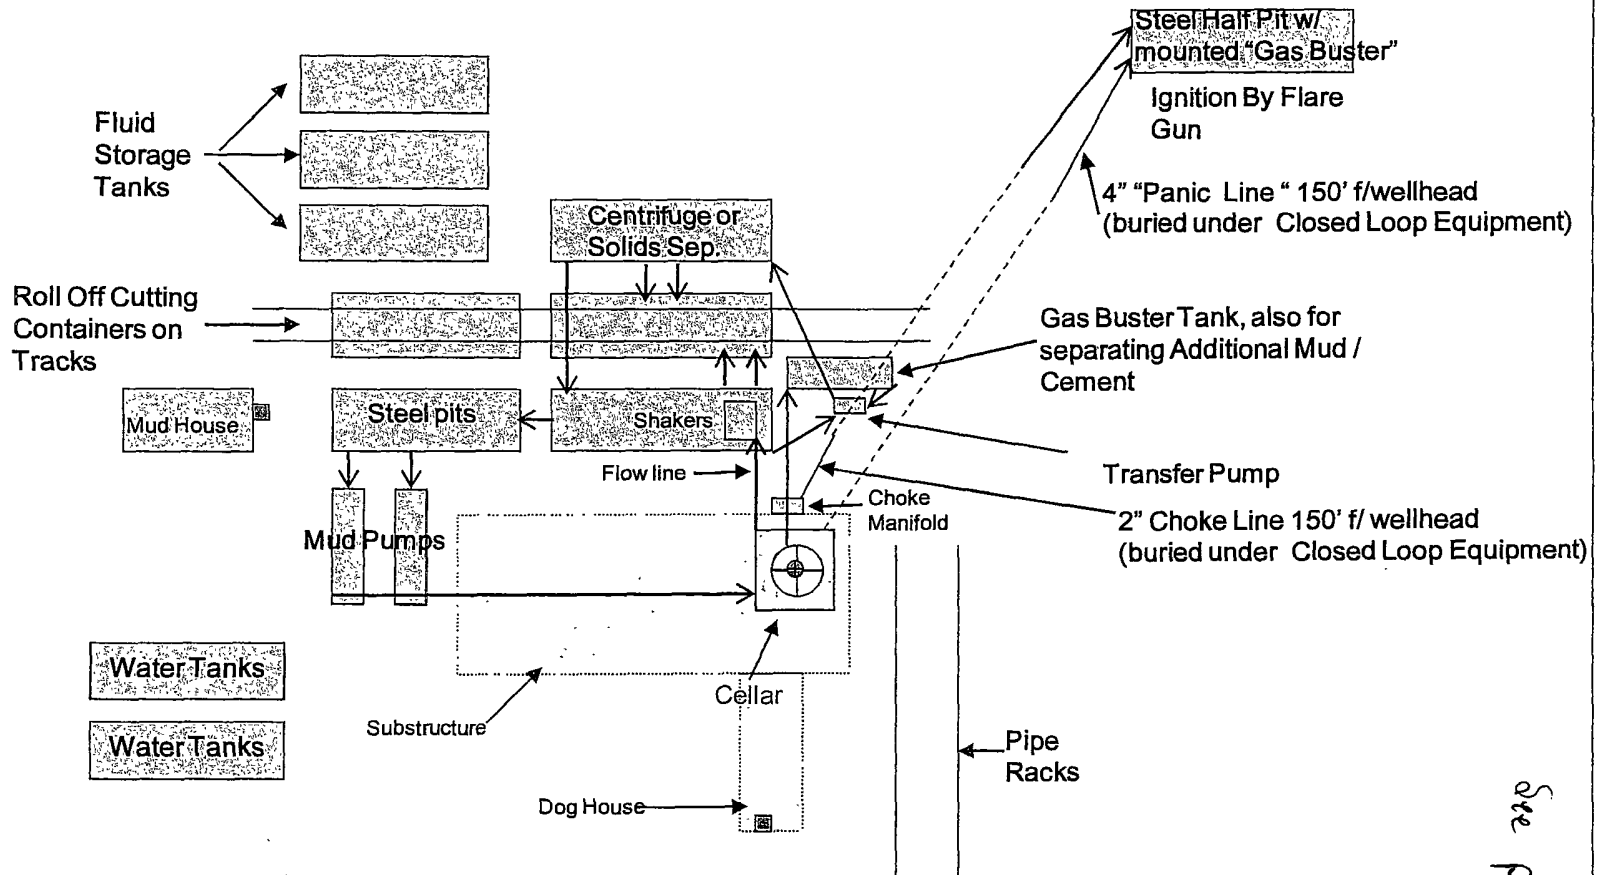 Steel Half Pit w/
mounted “Gas Buster”
Ignition By Flare
Gun
Fluid
Storage
Tanks
4” “Panic Line “ 150’ f/wellhead
(buried under Closed Loop Equipment)
Centrifuge or
Solids Sep.
Roll Off Cutting
Containers on
Tracks
Gas Buster Tank, also for
separating Additional Mud /
Cement
Mud House
Steel pits
Shakers
Flow line
Transfer Pump
Choke
Manifold
2” Choke Line 150’ f/ wellhead
(buried under Closed Loop Equipment)
Mud Pumps
Water Tanks
Cellar
Substructure
Water Tanks
Pipe
Racks
Dog House
See